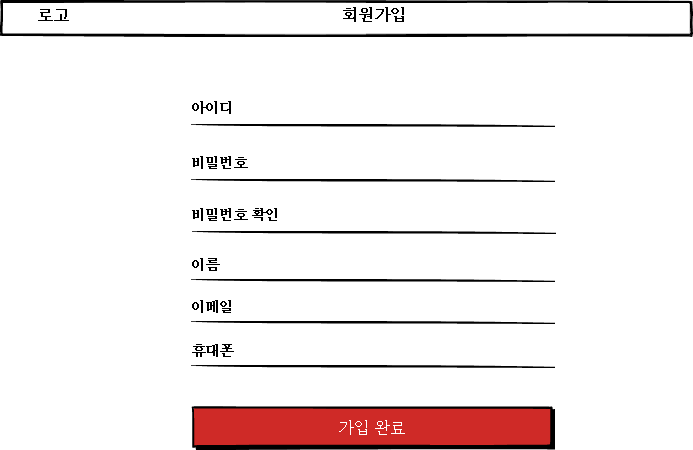 로고 회원가입
아이디
비밀번호
비밀번호 확인
이름
이페일
휴대폰
가입 완료